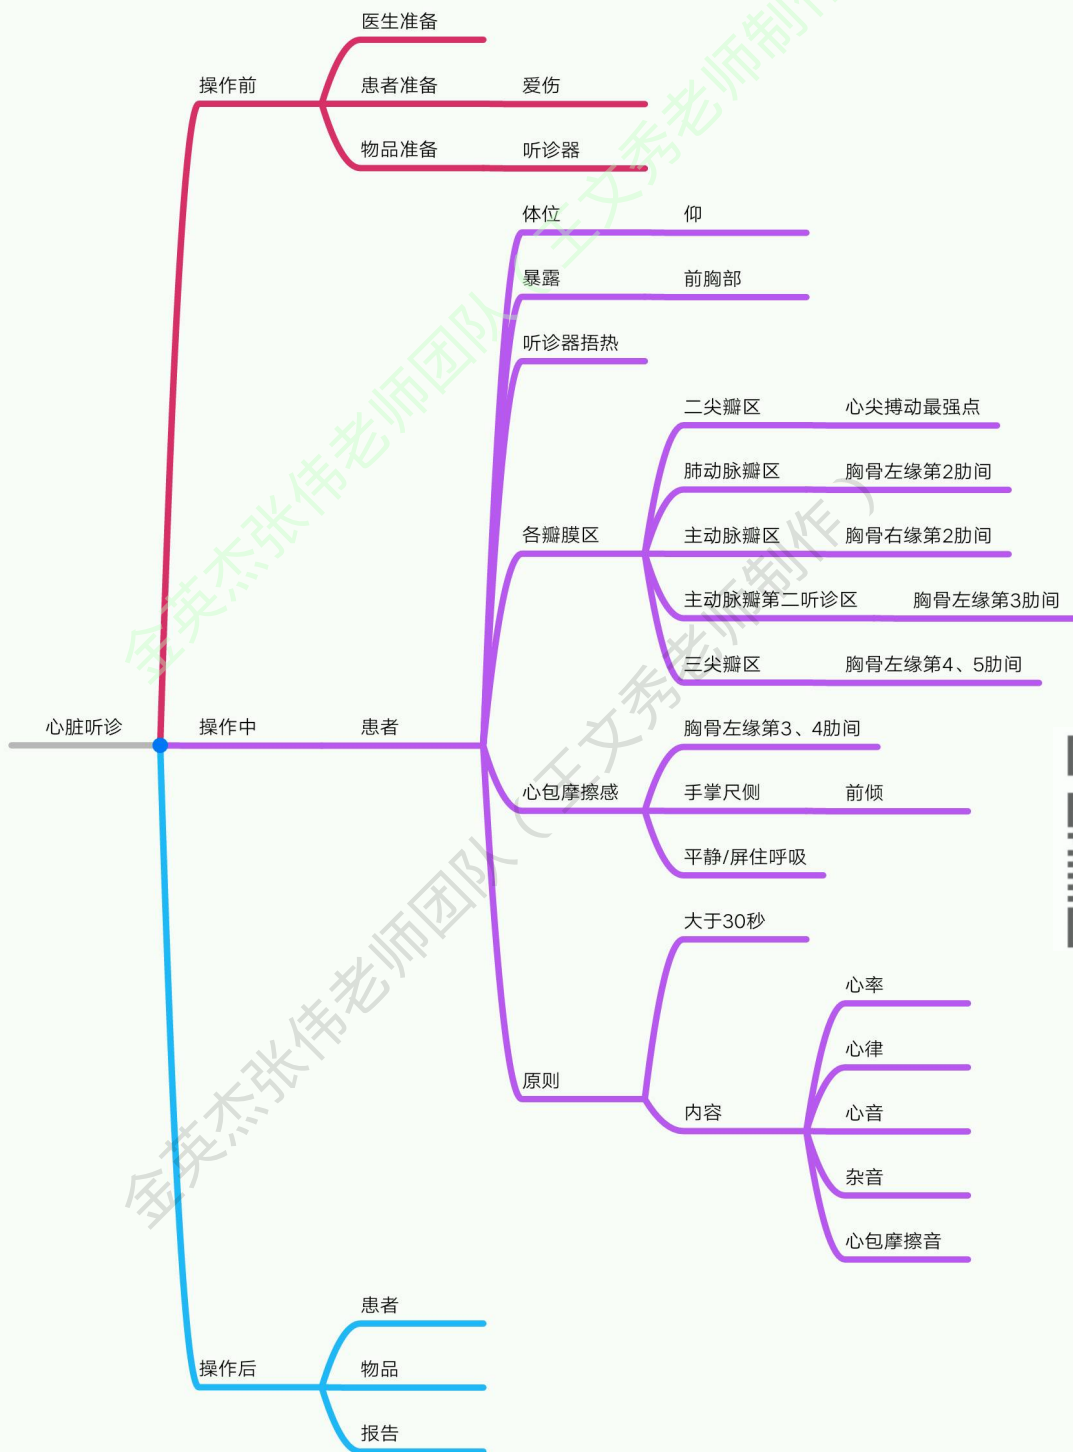 医生准备
操作前
患者准备
爱伤
物品准备
听诊器
体位
仰
暴露
前胸部
听诊器捂热
二尖瓣区
心尖搏动最强点
肺动脉瓣区
胸骨左缘第2肋间
各瓣膜区
主动脉瓣区
胸骨右缘第2肋间
主动脉瓣第二听诊区
胸骨左缘第3肋间
三尖瓣区
胸骨左缘第4、5肋间
心脏听诊
操作中
患者
胸骨左缘第3、4肋间
心包摩擦感
手掌尺侧
前倾
平静/屏住呼吸
大于30秒
心率
心律
原则
内容
心音
杂音
心包摩擦音
患者
操作后
物品
报告
金英杰张伟老师团队（王文秀老师制作
金英杰张伟老师团队（王文秀老师制作）